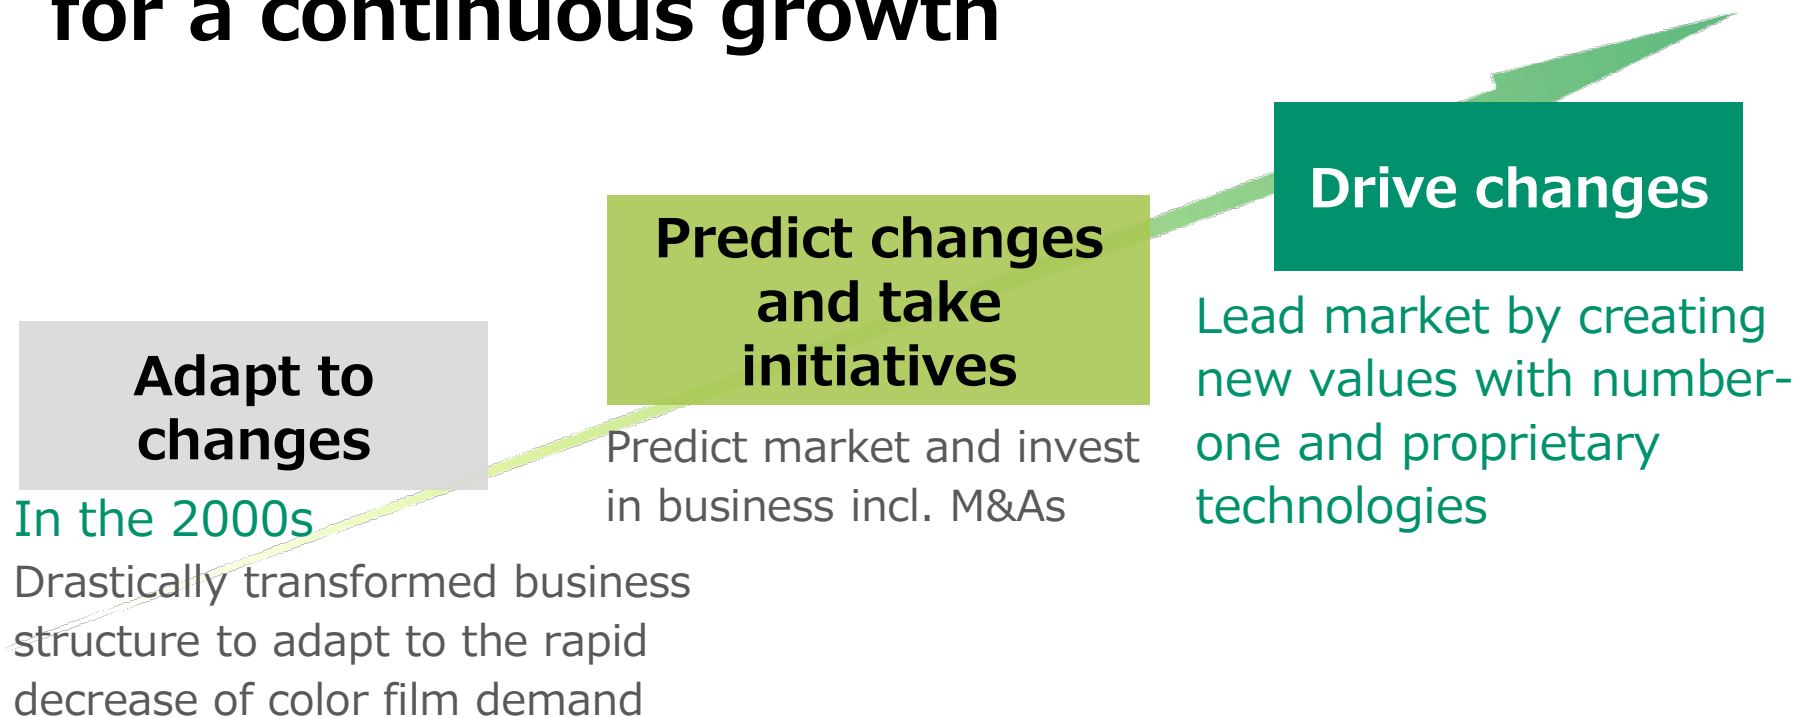 for a continuous growth
Drive changes
Predict changes
and take
initiatives
Lead market by creating
new values with number-
one and proprietary
technologies
Adapt to
changes
Predict market and invest
in business incl. M&As
In the 2000s
Drastically transformed business
structure to adapt to the rapid
decrease of color film demand